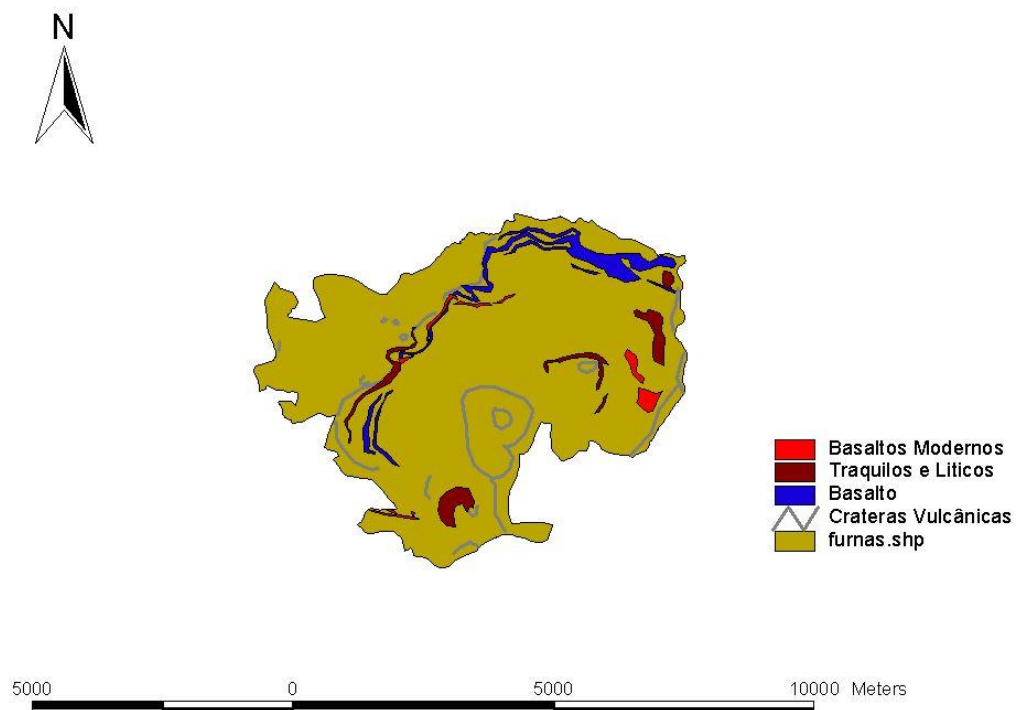 N
Basaltos Modernos
Traquilos e Liticos
Basalto
Crateras Vulcânicas
furnas.shp
5000 0 5000 10000 Meters